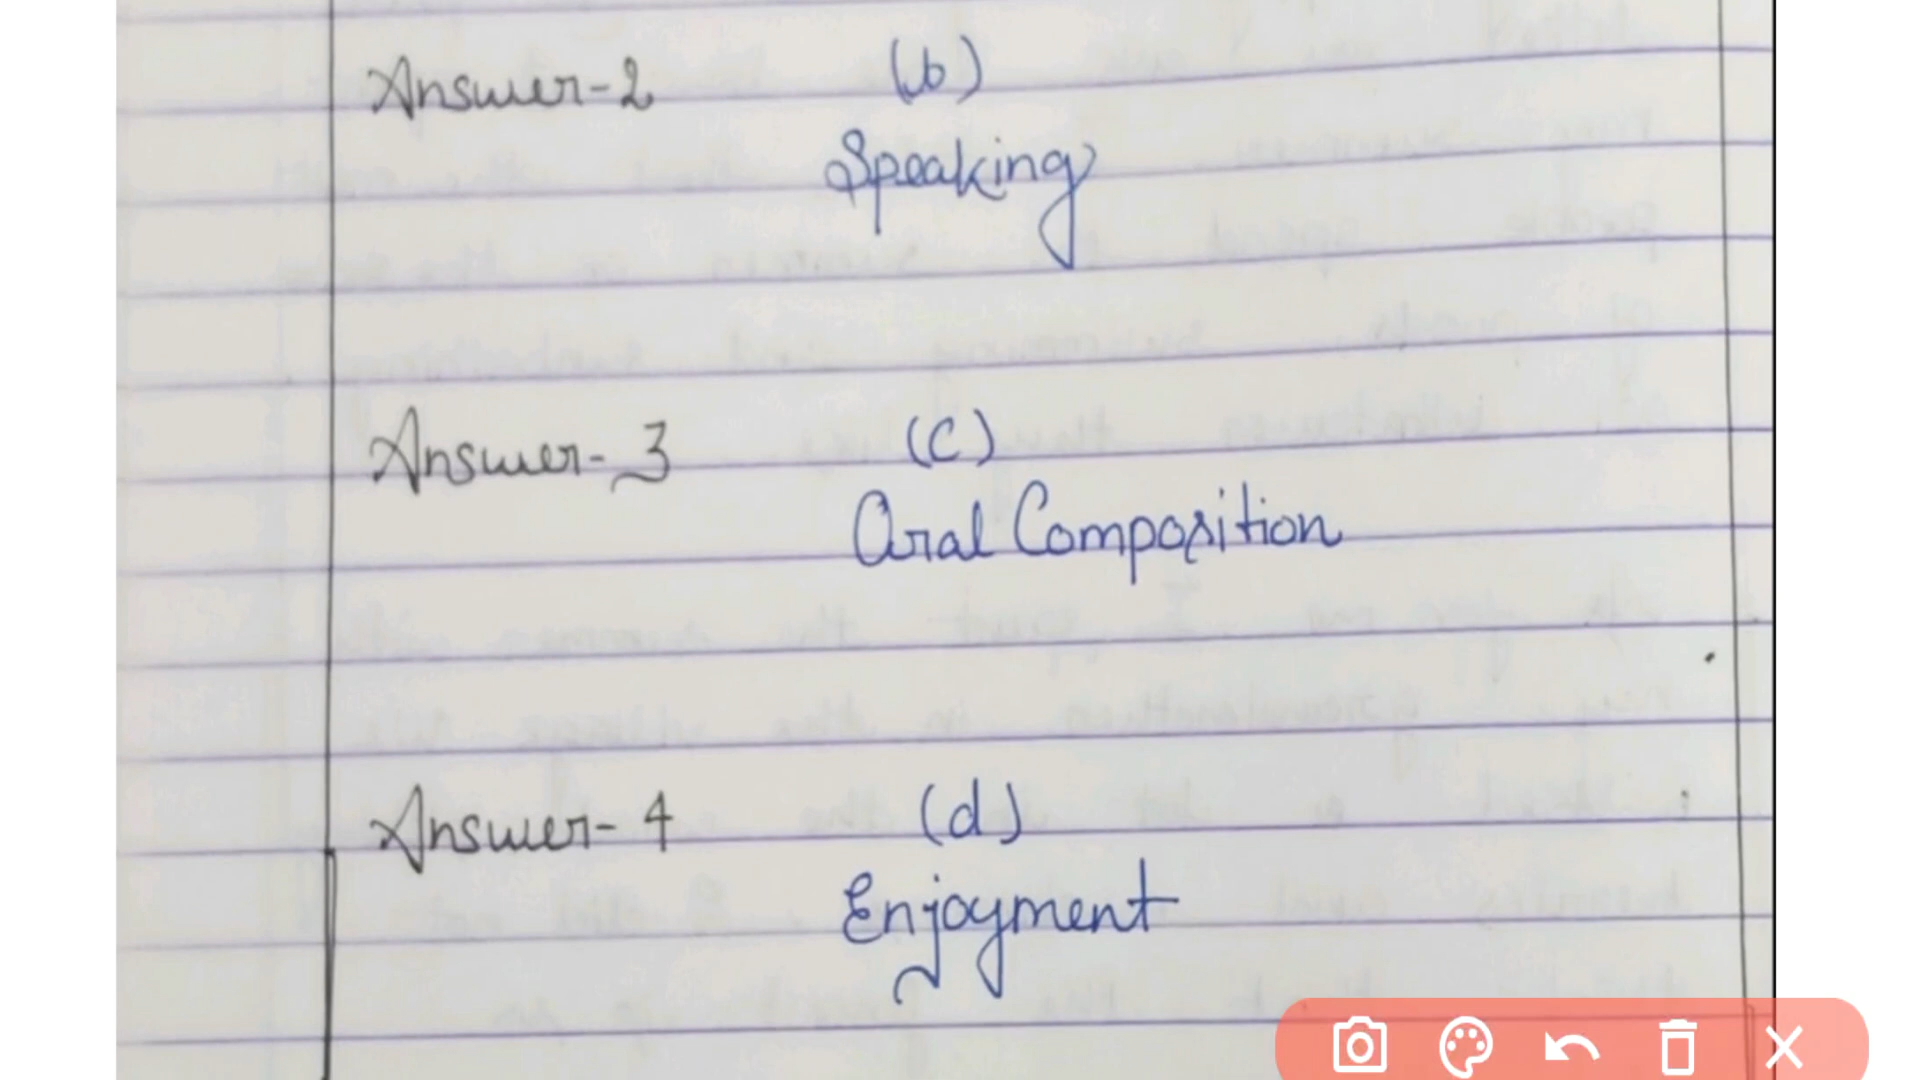 Answer-2 (b)
Speaking
Answer-3 (C)
Oral Composition
Answer-4 (d)
Enjoyment